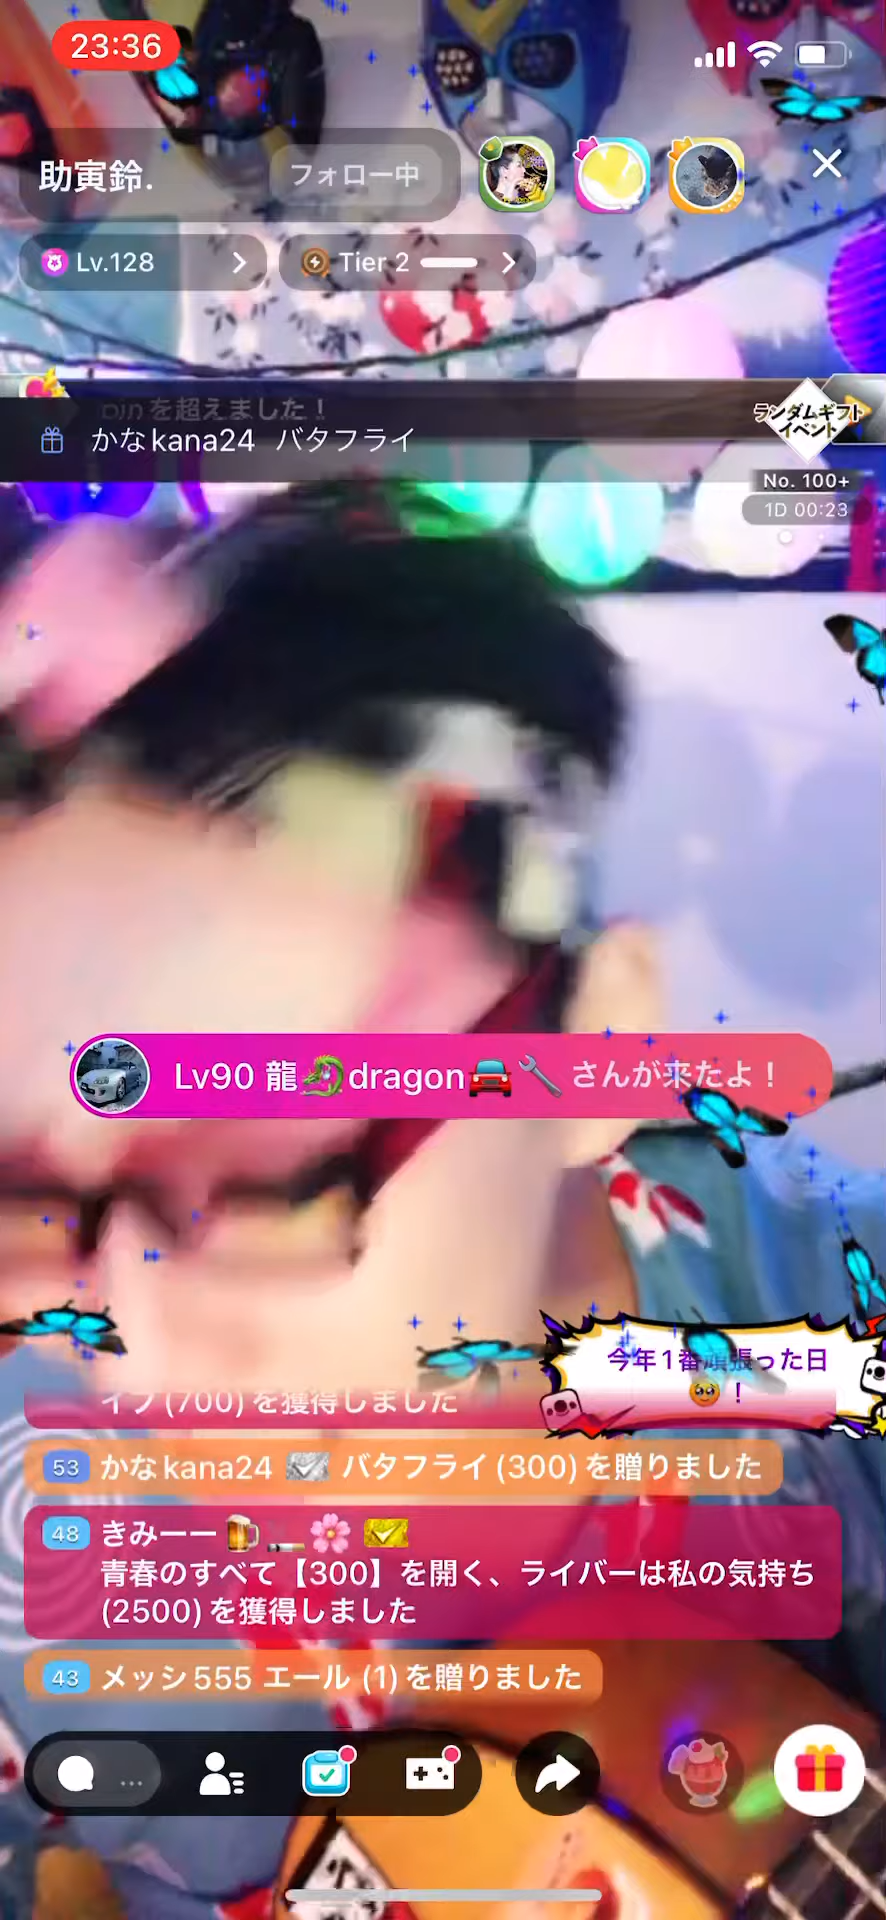 23:36
助寅鈴.
フォロー中
Lv.128
Tier 2
pinを超えました！
かなkana24 バタフライ
ランダムギフト
イベント
No. 100+
1D 00:23
Lv90 龍🐉dragon🚘🔧 さんが来たよ！
今年1番頑張った日
🥹！
イブ(700)を獲得しました
53 かなkana24 バタフライ(300)を贈りました
48 きみーー🍺🚬🌸
青春のすべて【300】を開く、ライバーは私の気持ち
(2500)を獲得しました
43 メッシ555 エール (1)を贈りました
...